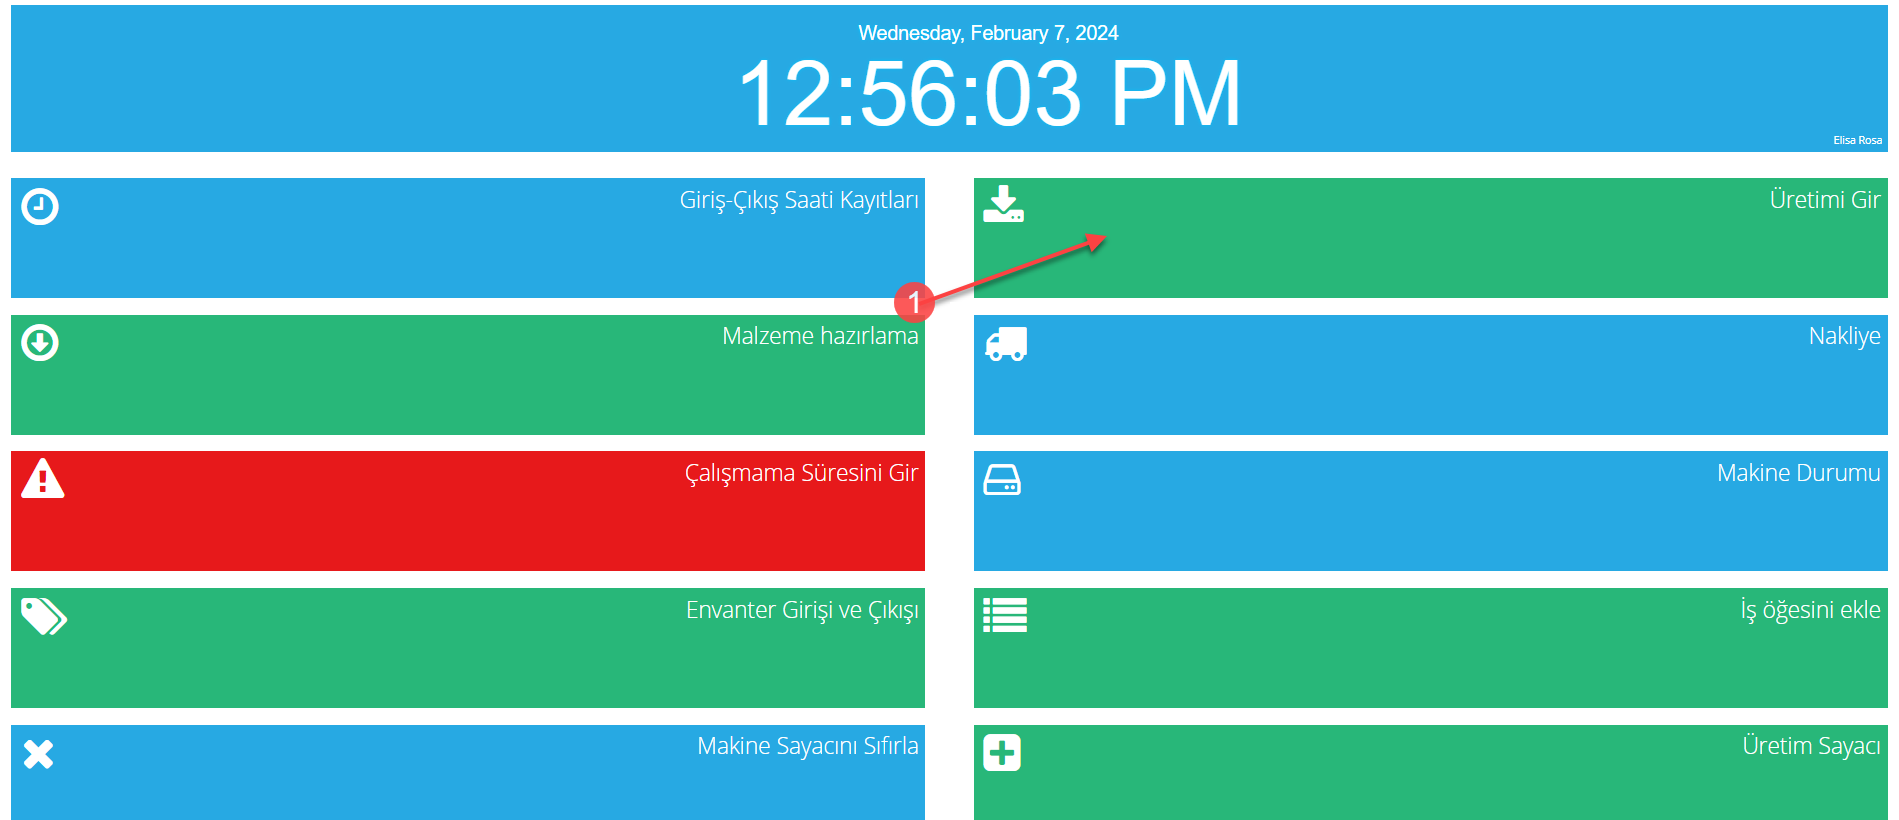 Wednesday, February 7, 2024
12:56:03 PM
Elisa Rosa
Giriş-Çıkış Saati Kayıtları
Üretimi Gir
1
Malzeme hazırlama
Nakliye
Çalışmama Süresini Gir
Makine Durumu
Envanter Girişi ve Çıkışı
İş öğesini ekle
Makine Sayacını Sıfırla
Üretim Sayacı